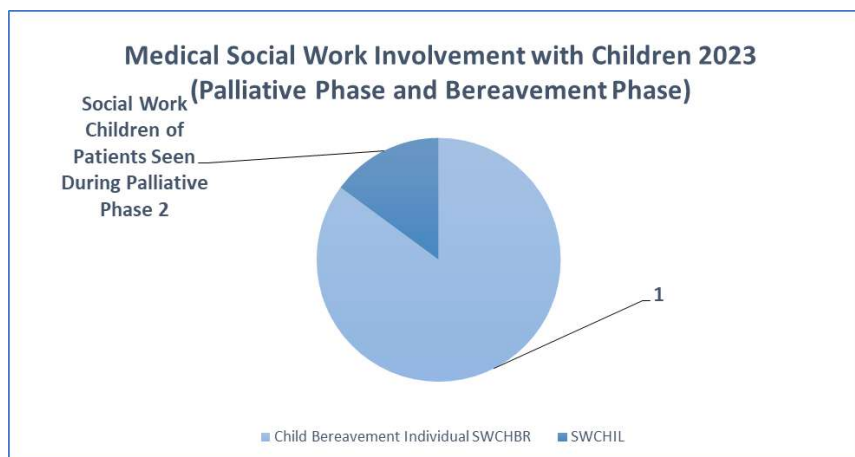 Medical Social Work Involvement with Children 2023
(Palliative Phase and Bereavement Phase)
Social Work
Children of
Patients Seen
During Palliative
Phase 2
1
Child Bereavement Individual SWCHBR
SWCHIL